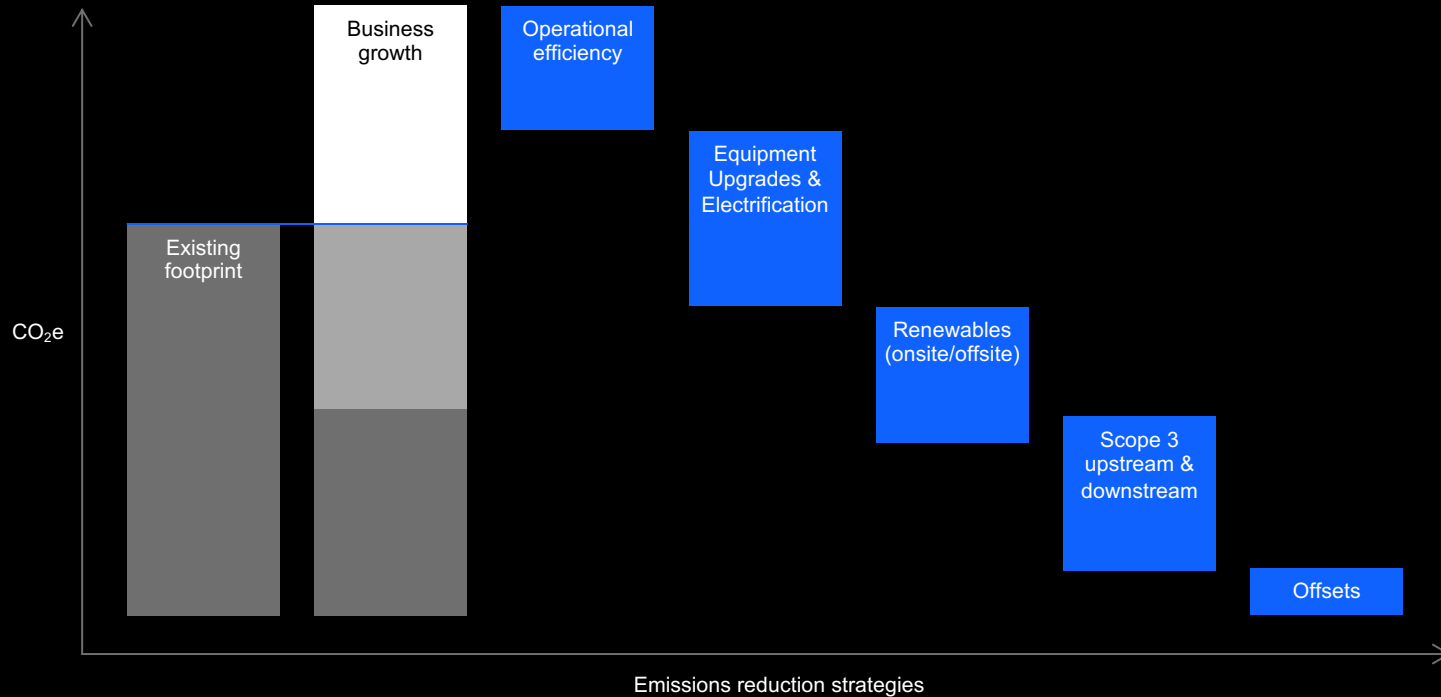 Business
growth
Operational
efficiency
Equipment
Upgrades &
Electrification
Existing
footprint
CO₂e
Renewables
(onsite/offsite)
Scope 3
upstream &
downstream
Offsets
Emissions reduction strategies